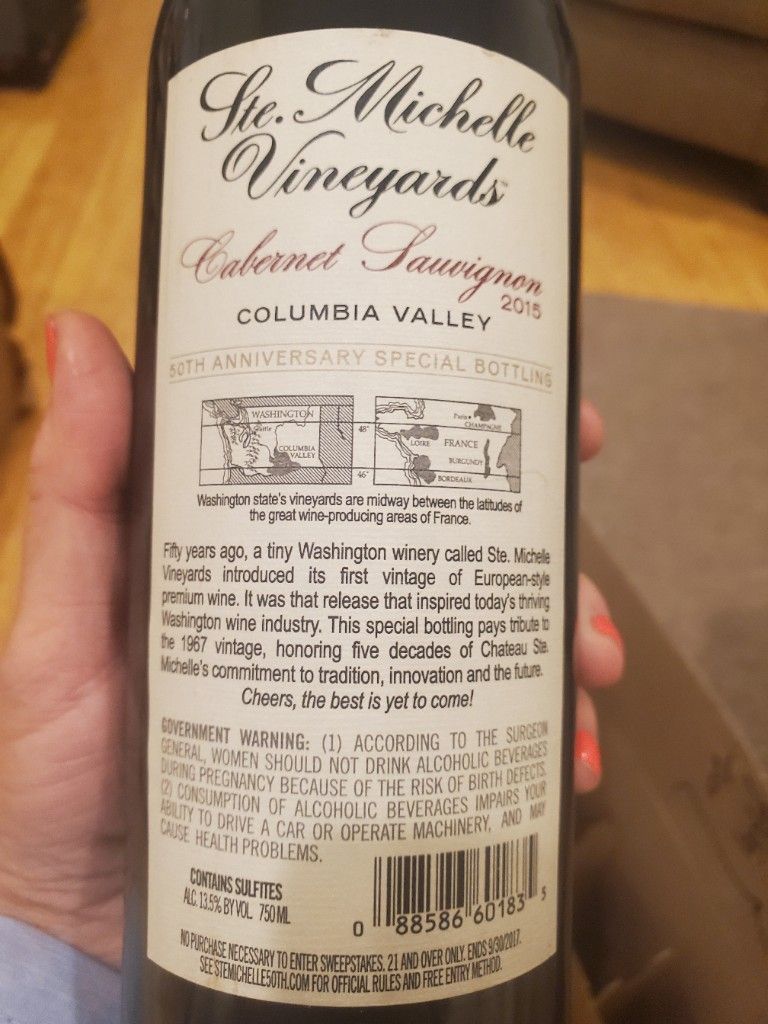 Ste. Michelle
Vineyards
Cabernet Sauvignon
2015
COLUMBIA VALLEY
50TH ANNIVERSARY SPECIAL BOTTLING
WASHINGTON
Seattle
COLUMBIA
VALLEY
48°
46°
Paris
CHAMPAGNE
LOIRE FRANCE
BURGUNDY
BORDEAUX
Washington state's vineyards are midway between the latitudes of
the great wine-producing areas of France.
Fifty years ago, a tiny Washington winery called Ste. Michelle
Vineyards introduced its first vintage of European-style
premium wine. It was that release that inspired today's thriving
Washington wine industry. This special bottling pays tribute to
the 1967 vintage, honoring five decades of Chateau Ste.
Michelle's commitment to tradition, innovation and the future.
Cheers, the best is yet to come!
GOVERNMENT WARNING: (1) ACCORDING TO THE SURGEON
GENERAL, WOMEN SHOULD NOT DRINK ALCOHOLIC BEVERAGES
DURING PREGNANCY BECAUSE OF THE RISK OF BIRTH DEFECTS.
(2) CONSUMPTION OF ALCOHOLIC BEVERAGES IMPAIRS YOUR
ABILITY TO DRIVE A CAR OR OPERATE MACHINERY, AND MAY
CAUSE HEALTH PROBLEMS.
CONTAINS SULFITES
ALC. 13.5% BY VOL. 750 ML
0 88586 60183 5
NO PURCHASE NECESSARY TO ENTER SWEEPSTAKES. 21 AND OVER ONLY. ENDS 9/30/2017.
SEE STEMICHELLE50TH.COM FOR OFFICIAL RULES AND FREE ENTRY METHOD.